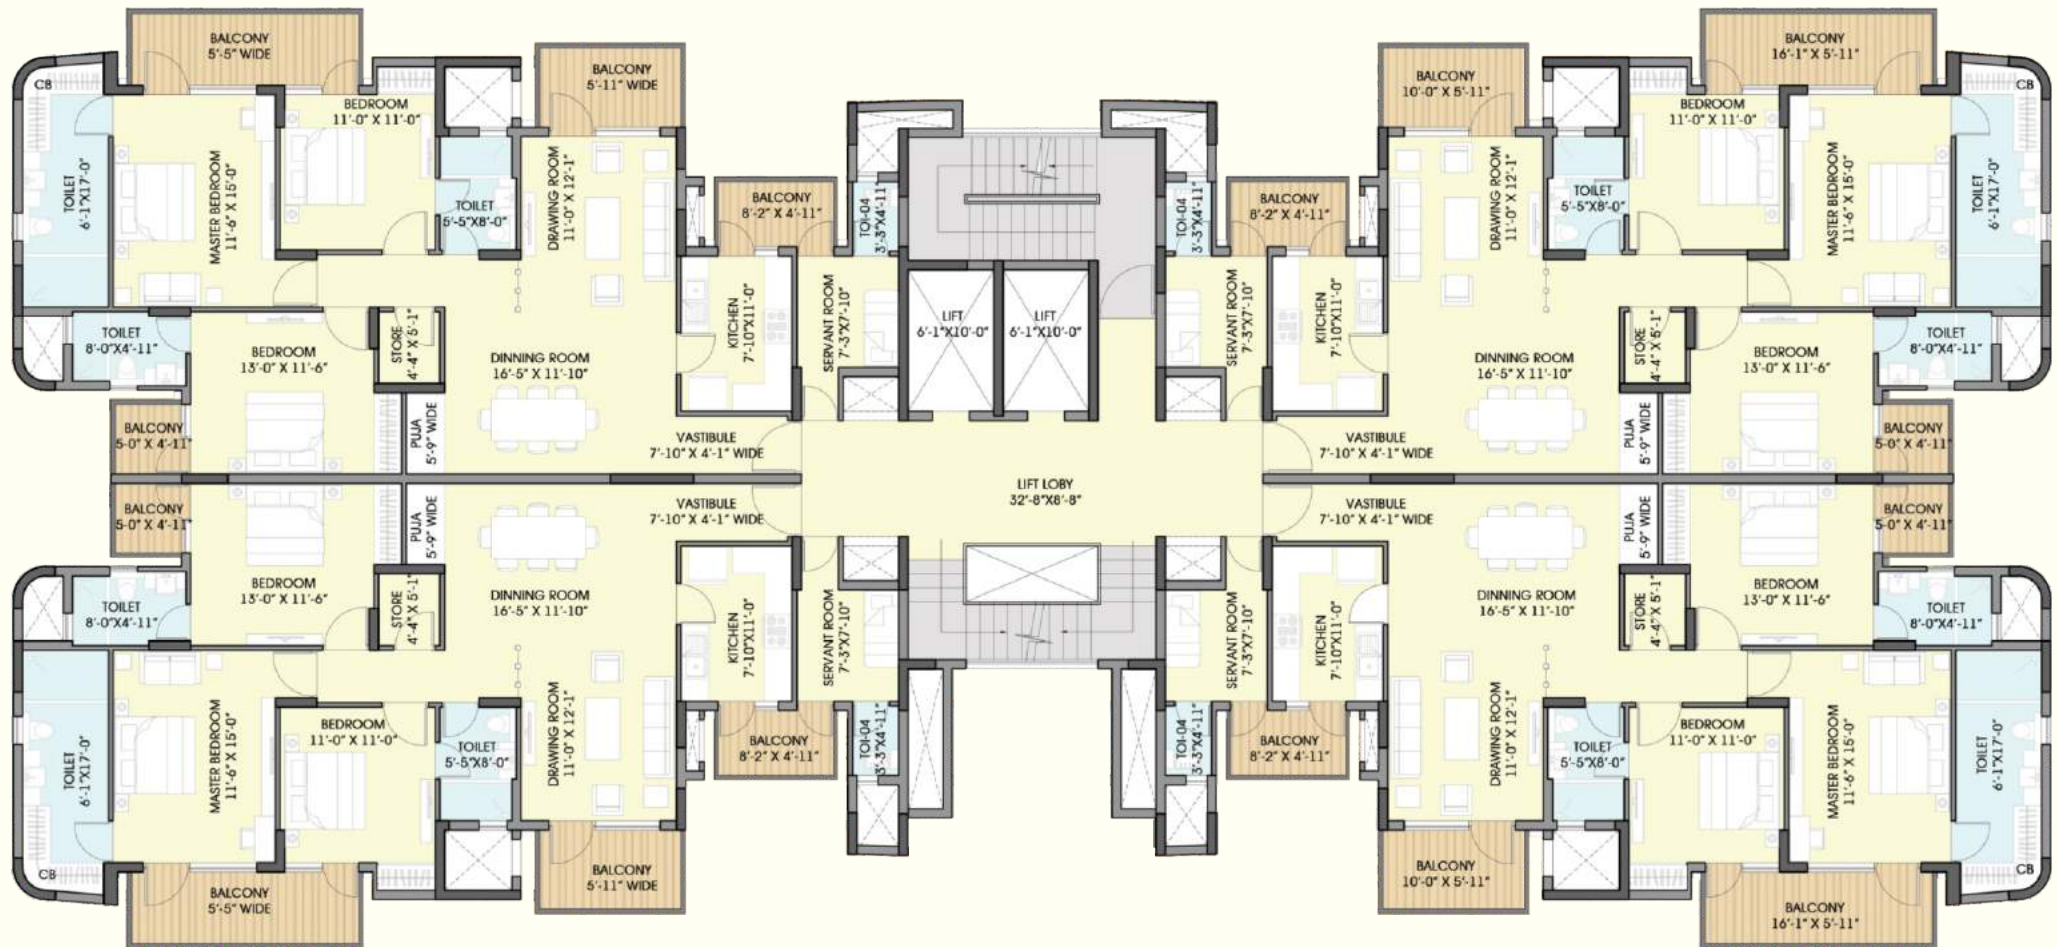 BALCONY
5'-5" WIDE
BALCONY
5'-11" WIDE
BALCONY
10'-0" X 5'-11"
BALCONY
16'-1" X 5'-11"
CB
BEDROOM
11'-0" X 11'-0"
BEDROOM
11'-0" X 11'-0"
CB
TOILET
6'-1"X17'-0"
MASTER BEDROOM
11'-6" X 15'-0"
TOILET
5'-5"X8'-0"
DRAWING ROOM
11'-0" X 12'-1"
BALCONY
8'-2" X 4'-11"
TOI-04
3'-3"X4'-11"
TOI-04
3'-3"X4'-11"
BALCONY
8'-2" X 4'-11"
DRAWING ROOM
11'-0" X 12'-1"
TOILET
5'-5"X8'-0"
MASTER BEDROOM
11'-6" X 15'-0"
TOILET
6'-1"X17'-0"
TOILET
8'-0"X4'-11"
BEDROOM
13'-0" X 11'-6"
STORE
4'-4" X 5'-1"
DINNING ROOM
16'-5" X 11'-10"
KITCHEN
7'-10"X11'-0"
SERVANT ROOM
7'-3"X7'-10"
LIFT
6'-1"X10'-0"
LIFT
6'-1"X10'-0"
SERVANT ROOM
7'-3"X7'-10"
KITCHEN
7'-10"X11'-0"
DINNING ROOM
16'-5" X 11'-10"
STORE
4'-4" X 5'-1"
BEDROOM
13'-0" X 11'-6"
TOILET
8'-0"X4'-11"
BALCONY
5-0" X 4'-11"
PUJA
5'-9" WIDE
VASTIBULE
7'-10" X 4'-1" WIDE
VASTIBULE
7'-10" X 4'-1" WIDE
PUJA
5'-9" WIDE
BALCONY
5-0" X 4'-11"
LIFT LOBY
32'-8"X8'-8"
BALCONY
5-0" X 4'-11"
PUJA
5'-9" WIDE
VASTIBULE
7'-10" X 4'-1" WIDE
VASTIBULE
7'-10" X 4'-1" WIDE
PUJA
5'-9" WIDE
BALCONY
5-0" X 4'-11"
TOILET
8'-0"X4'-11"
BEDROOM
13'-0" X 11'-6"
STORE
4'-4" X 5'-1"
DINNING ROOM
16'-5" X 11'-10"
KITCHEN
7'-10"X11'-0"
SERVANT ROOM
7'-3"X7'-10"
SERVANT ROOM
7'-3"X7'-10"
KITCHEN
7'-10"X11'-0"
DINNING ROOM
16'-5" X 11'-10"
STORE
4'-4" X 5'-1"
BEDROOM
13'-0" X 11'-6"
TOILET
8'-0"X4'-11"
TOILET
6'-1"X17'-0"
MASTER BEDROOM
11'-6" X 15'-0"
BEDROOM
11'-0" X 11'-0"
TOILET
5'-5"X8'-0"
DRAWING ROOM
11'-0" X 12'-1"
BALCONY
8'-2" X 4'-11"
TOI-04
3'-3"X4'-11"
TOI-04
3'-3"X4'-11"
BALCONY
8'-2" X 4'-11"
DRAWING ROOM
11'-0" X 12'-1"
TOILET
5'-5"X8'-0"
BEDROOM
11'-0" X 11'-0"
MASTER BEDROOM
11'-6" X 15'-0"
TOILET
6'-1"X17'-0"
CB
BALCONY
5'-5" WIDE
BALCONY
5'-11" WIDE
BALCONY
10'-0" X 5'-11"
BALCONY
16'-1" X 5'-11"
CB